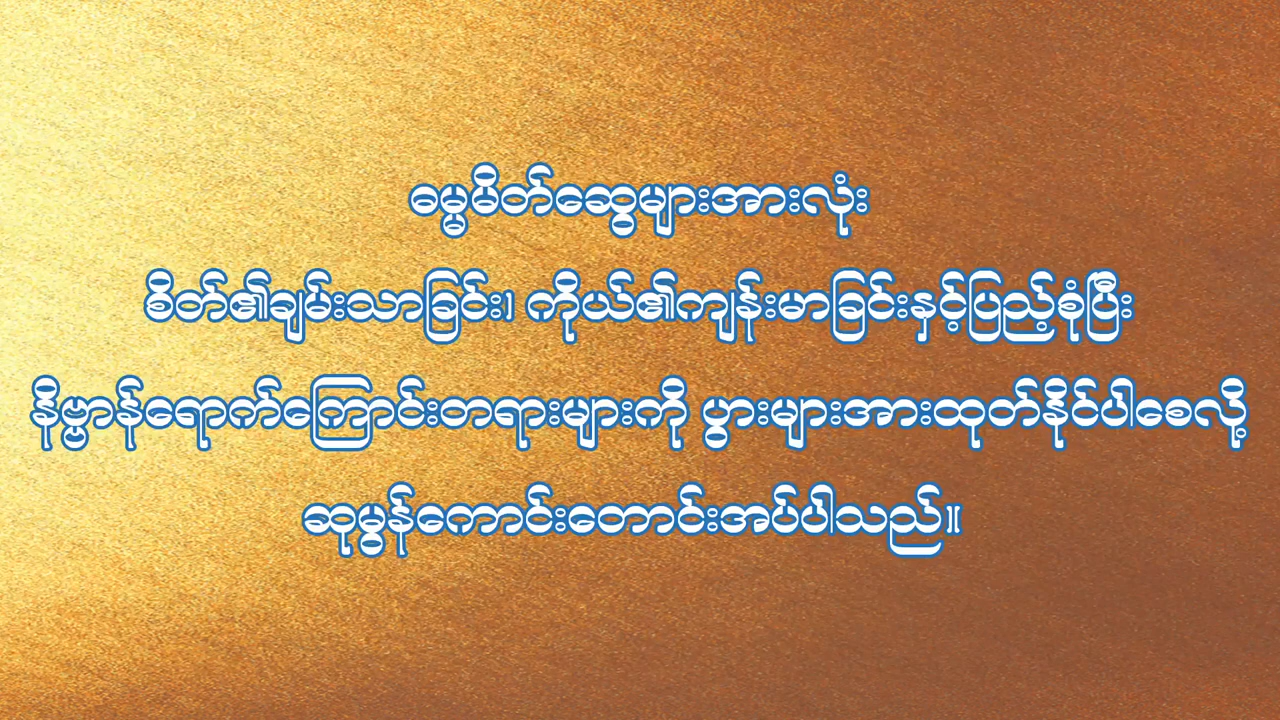 ဓမ္မမိတ်ဆွေများအားလုံး
စိတ်၏ချမ်းသာခြင်း၊ ကိုယ်၏ကျန်းမာခြင်းနှင့်ပြည့်စုံပြီး
နိဗ္ဗာန်ရောက်ကြောင်းတရားများကို ပွားများအားထုတ်နိုင်ပါစေလို့
ဆုမွန်ကောင်းတောင်းအပ်ပါသည်။